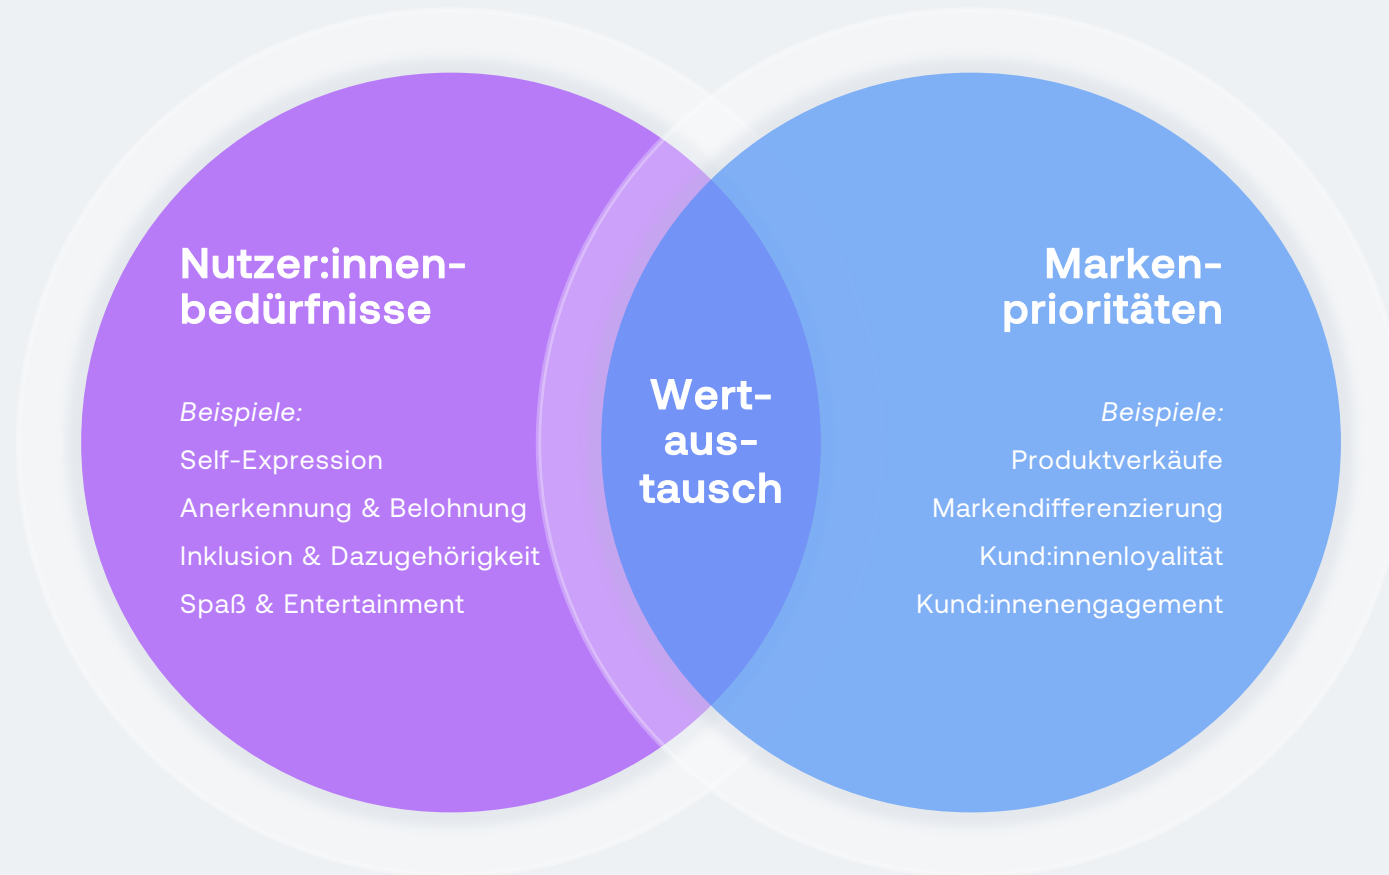 Nutzer:innen-
bedürfnisse
Beispiele:
Self-Expression
Anerkennung & Belohnung
Inklusion & Dazugehörigkeit
Spaß & Entertainment
Wert-
aus-
tausch
Marken-
prioritäten
Beispiele:
Produktverkäufe
Markendifferenzierung
Kund:innenloyalität
Kund:innenengagement